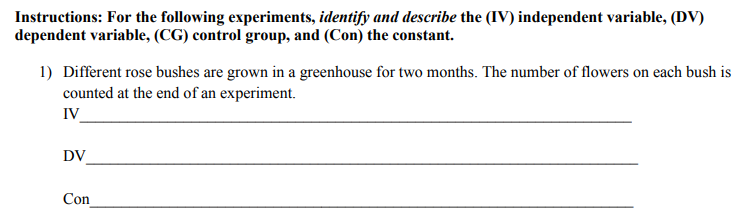 Instructions: For the following experiments, identify and describe the (IV) independent variable, (DV)
dependent variable, (CG) control group, and (Con) the constant.
1) Different rose bushes are grown in a greenhouse for two months. The number of flowers on each bush is
counted at the end of an experiment.
IV
DV
Con